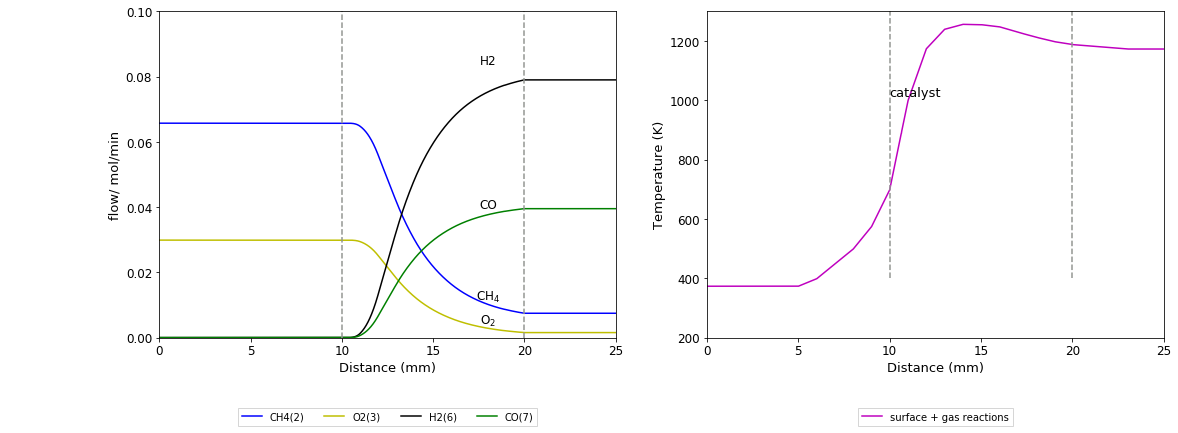 0.10
0.08
0.06
0.04
0.02
0.00
flow/ mol/min
H2
CO
CH₄
O₂
0 5 10 15 20 25
Distance (mm)
CH4(2) O2(3) H2(6) CO(7)
1200
1000
800
600
400
200
Temperature (K)
catalyst
0 5 10 15 20 25
Distance (mm)
surface + gas reactions